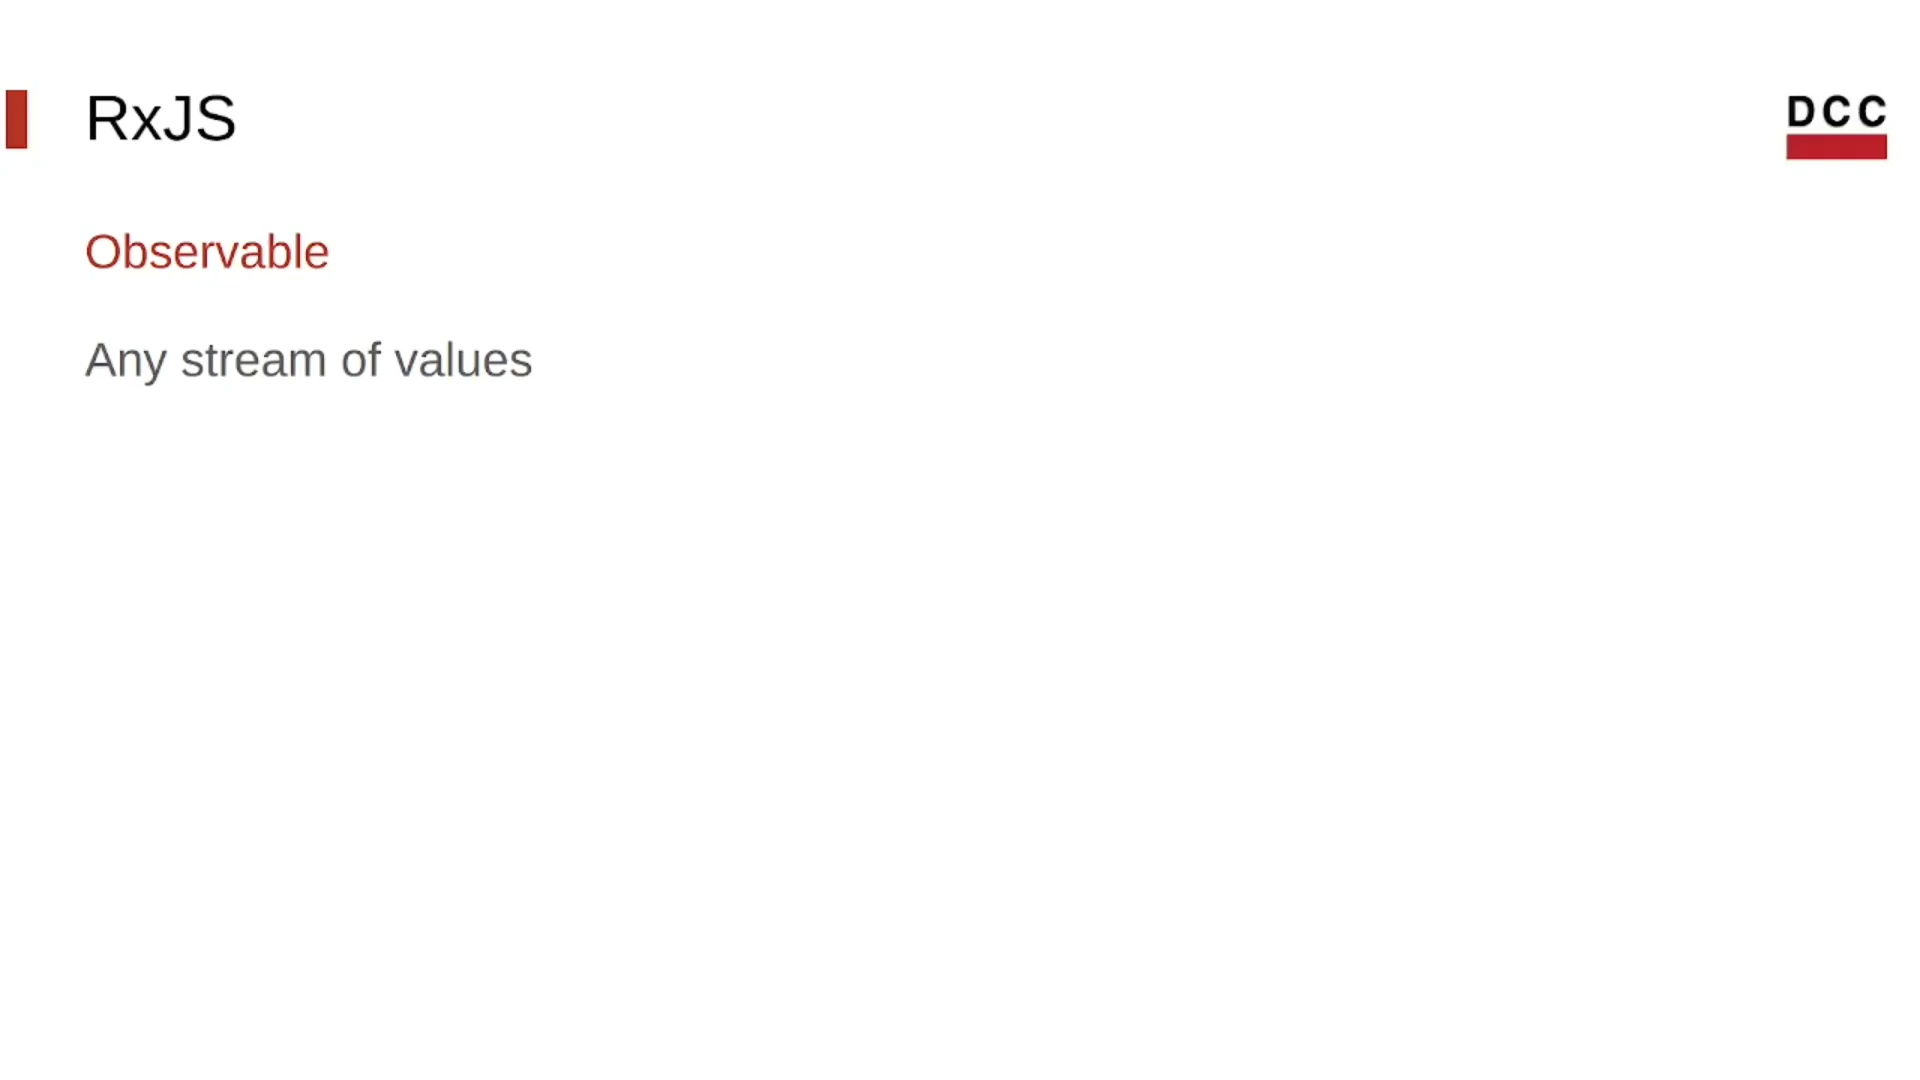 RxJS
DCC
Observable
Any stream of values